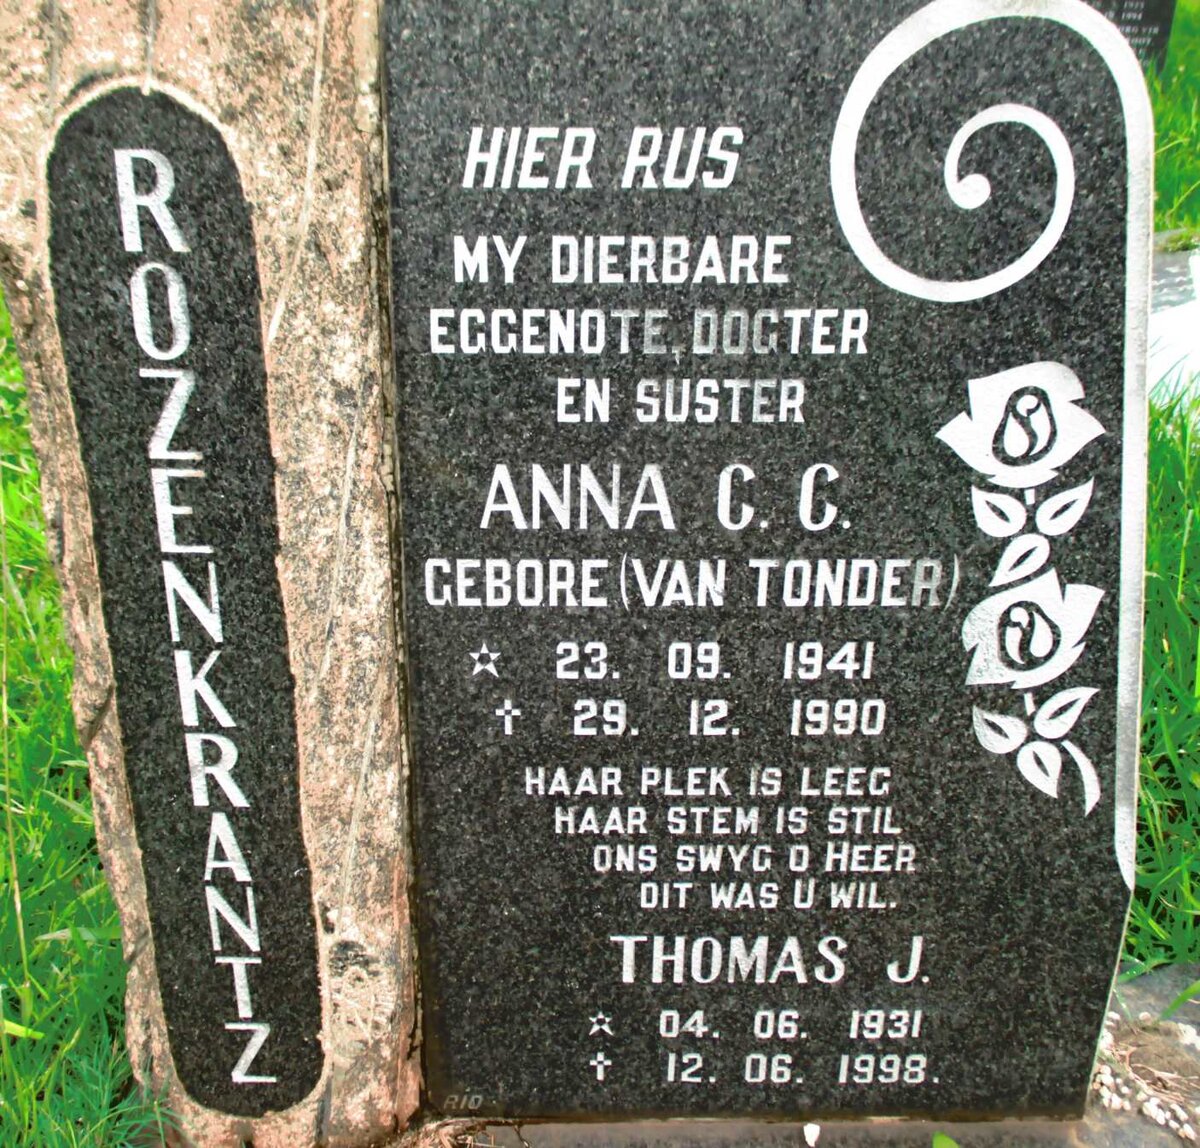 ROZENKRANTZ
HIER RUS
MY DIERBARE
EGGENOTE, DOGTER
EN SUSTER
ANNA C. C.
GEBORE (VAN TONDER)
☆ 23. 09. 1941
† 29. 12. 1990
HAAR PLEK IS LEEG
HAAR STEM IS STIL
ONS SWYG O HEER
DIT WAS U WIL.
THOMAS J.
☆ 04. 06. 1931
† 12. 06. 1998.
RIO